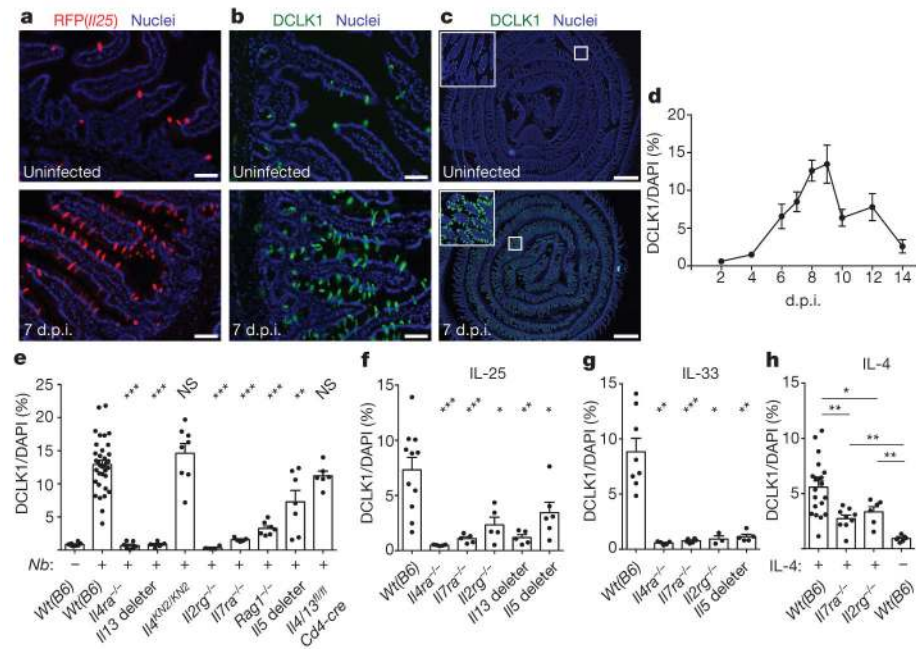 a RFP(Il25) Nuclei
Uninfected
7 d.p.i.
b DCLK1 Nuclei
Uninfected
7 d.p.i.
c DCLK1 Nuclei
Uninfected
7 d.p.i.
d
DCLK1/DAPI (%)
20
15
10
5
0
2 4 6 8 10 12 14
d.p.i.
e
DCLK1/DAPI (%)
25
20
15
10
5
*** *** NS *** *** *** ** NS
Nb: – + + + + + + + + +
Wt(B6)
Wt(B6)
Il4ra–/–
Il13 deleter
Il4KN2/KN2
Il2rg–/–
Il7ra–/–
Rag1–/–
Il5 deleter
Il4/13fl/fl
Cd4-cre
f
IL-25
DCLK1/DAPI (%)
15
10
5
*** *** * ** *
Wt(B6)
Il4ra–/–
Il7ra–/–
Il2rg–/–
Il13 deleter
Il5 deleter
g
IL-33
DCLK1/DAPI (%)
15
10
5
0
** *** * **
Wt(B6)
Il4ra–/–
Il7ra–/–
Il2rg–/–
Il5 deleter
h
IL-4
DCLK1/DAPI (%)
15
10
5
*
**
**
**
IL-4: + + + –
Wt(B6)
Il7ra–/–
Il2rg–/–
Wt(B6)